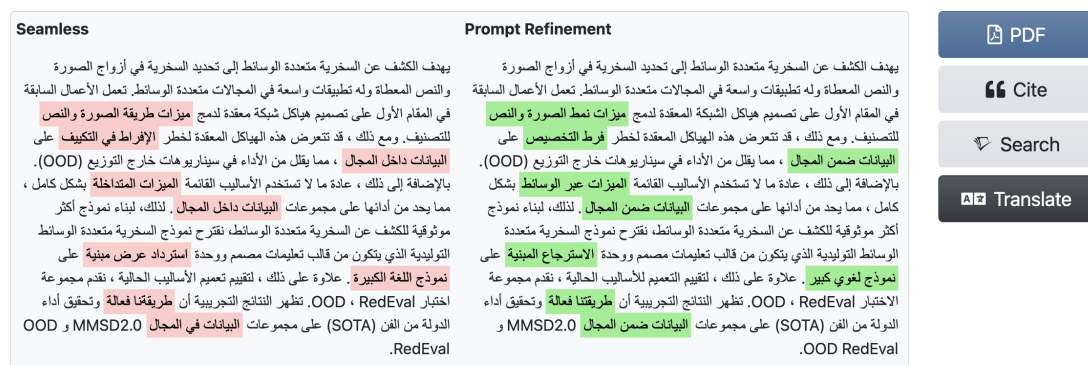 Seamless
يهدف الكشف عن السخرية متعددة الوسائط إلى تحديد السخرية في أزواج الصورة
والنص المعطاة وله تطبيقات واسعة في المجالات متعددة الوسائط. تعمل الأعمال السابقة
في المقام الأول على تصميم هياكل شبكة معقدة لدمج ميزات طريقة الصورة والنص
للتصنيف. ومع ذلك ، قد تتعرض هذه الهياكل المعقدة لخطر الإفراط في التكييف على
البيانات داخل المجال ، مما يقلل من الأداء في سيناريوهات خارج التوزيع (OOD).
بالإضافة إلى ذلك ، عادة ما لا تستخدم الأساليب القائمة الميزات المتداخلة بشكل كامل ،
مما يحد من أدائها على مجموعات البيانات داخل المجال . لذلك، لبناء نموذج أكثر
موثوقية للكشف عن السخرية متعددة الوسائط، نقترح نموذج السخرية متعددة الوسائط
التوليدية الذي يتكون من قالب تعليمات مصمم ووحدة استرداد عرض مبنية على
نموذج اللغة الكبيرة . علاوة على ذلك ، لتقييم تعميم الأساليب الحالية ، نقدم مجموعة
اختبار OOD ، RedEval. تظهر النتائج التجريبية أن طريقتنا فعالة وتحقيق أداء
الدولة من الفن (SOTA) على مجموعات البيانات في المجال MMSD2.0 و OOD
RedEval.
Prompt Refinement
يهدف الكشف عن السخرية متعددة الوسائط إلى تحديد السخرية في أزواج الصورة
والنص المعطاة وله تطبيقات واسعة في المجالات متعددة الوسائط. تعمل الأعمال السابقة
في المقام الأول على تصميم هياكل الشبكة المعقدة لدمج ميزات نمط الصورة والنص
للتصنيف. ومع ذلك ، قد تتعرض هذه الهياكل المعقدة لخطر فرط التخصيص على
البيانات ضمن المجال ، مما يقلل من الأداء في سيناريوهات خارج التوزيع (OOD).
بالإضافة إلى ذلك ، عادة ما لا تستخدم الأساليب القائمة الميزات عبر الوسائط بشكل
كامل ، مما يحد من أدائها على مجموعات البيانات ضمن المجال . لذلك، لبناء نموذج
أكثر موثوقية للكشف عن السخرية متعددة الوسائط، نقترح نموذج السخرية متعددة
الوسائط التوليدية الذي يتكون من قالب تعليمات مصمم ووحدة الاسترجاع المبنية على
نموذج لغوي كبير . علاوة على ذلك ، لتقييم التعميم للأساليب الحالية ، نقدم مجموعة
الاختبار OOD ، RedEval. تظهر النتائج التجريبية أن طريقتنا فعالة وتحقيق أداء
الدولة من الفن (SOTA) على مجموعات البيانات ضمن المجال MMSD2.0 و
OOD RedEval.
PDF
Cite
Search
Translate